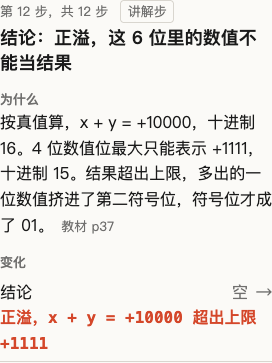 第 12 步，共 12 步 讲解步
结论：正溢，这 6 位里的数值不
能当结果
为什么
按真值算，x + y = +10000，十进制
16。4 位数值位最大只能表示 +1111，
十进制 15。结果超出上限，多出的一
位数值挤进了第二符号位，符号位才成
了 01。 教材 p37
变化
结论 空 →
正溢，x + y = +10000 超出上限
+1111